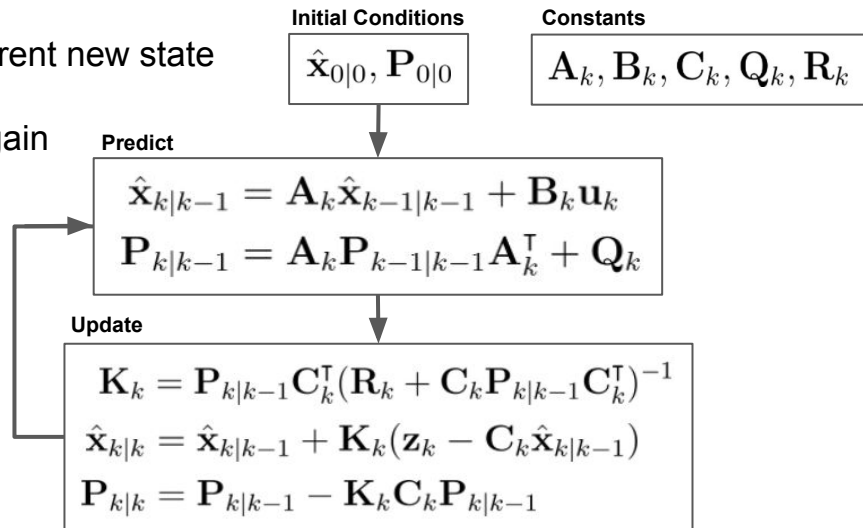 rent new state
gain
Initial Conditions
x̂₀|₀, P₀|₀
Constants
Aₖ, Bₖ, Cₖ, Qₖ, Rₖ
Predict
x̂ₖ|ₖ₋₁ = Aₖx̂ₖ₋₁|ₖ₋₁ + Bₖuₖ
Pₖ|ₖ₋₁ = AₖPₖ₋₁|ₖ₋₁Aₖᵀ + Qₖ
Update
Kₖ = Pₖ|ₖ₋₁Cₖᵀ(Rₖ + CₖPₖ|ₖ₋₁Cₖᵀ)⁻¹
x̂ₖ|ₖ = x̂ₖ|ₖ₋₁ + Kₖ(zₖ − Cₖx̂ₖ|ₖ₋₁)
Pₖ|ₖ = Pₖ|ₖ₋₁ − KₖCₖPₖ|ₖ₋₁